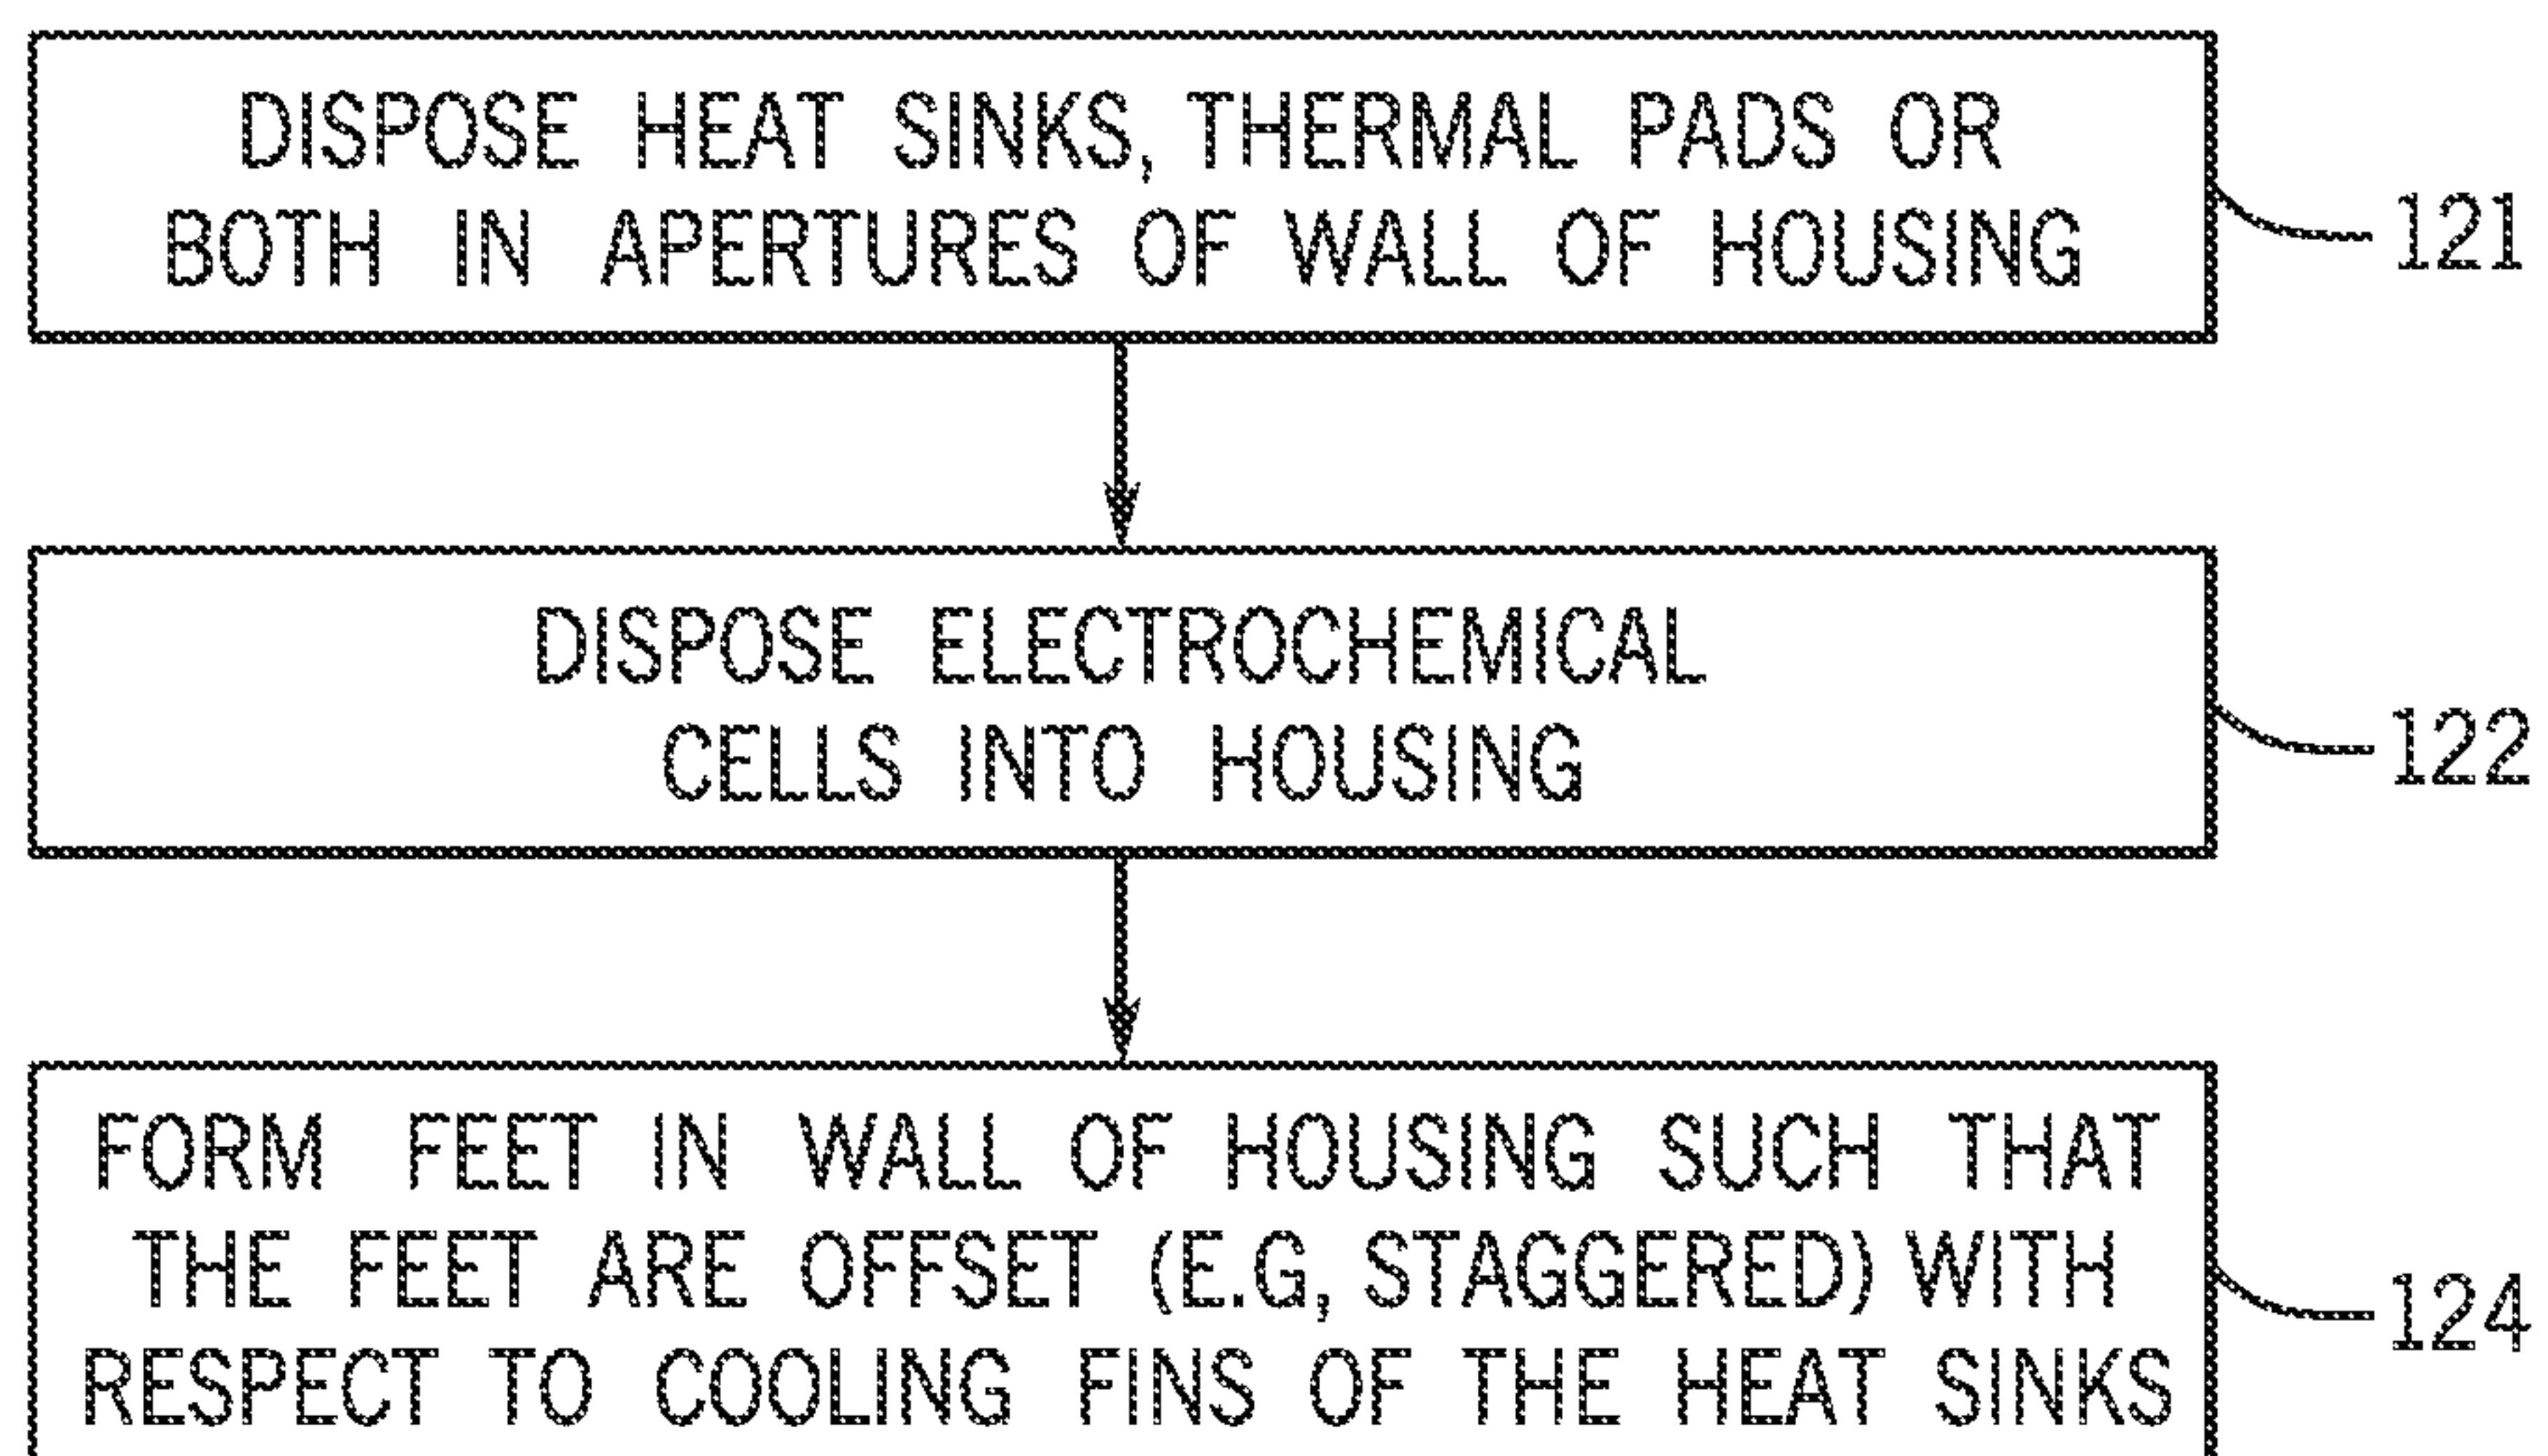 DISPOSE HEAT SINKS, THERMAL PADS OR
BOTH IN APERTURES OF WALL OF HOUSING
121
DISPOSE ELECTROCHEMICAL
CELLS INTO HOUSING
122
FORM FEET IN WALL OF HOUSING SUCH THAT
THE FEET ARE OFFSET (E.G, STAGGERED) WITH
RESPECT TO COOLING FINS OF THE HEAT SINKS
124